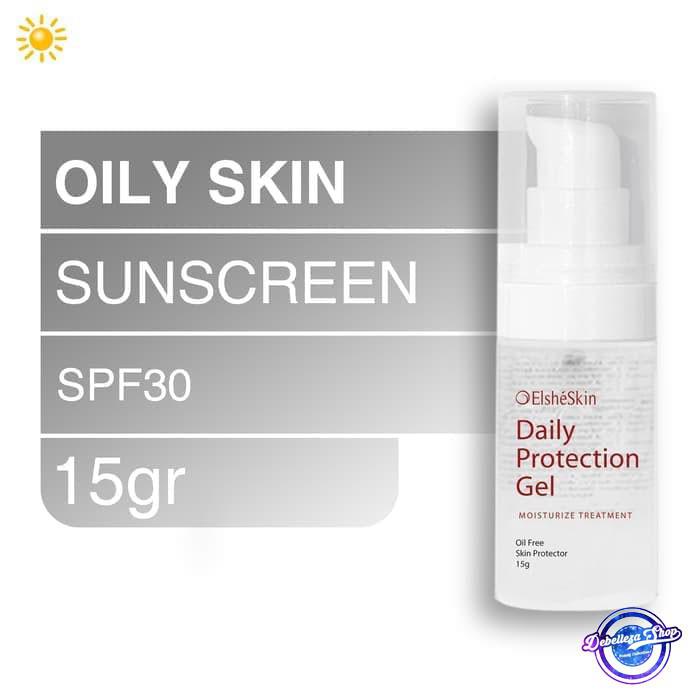 OILY SKIN
SUNSCREEN
SPF30
15gr
ElshéSkin
Daily
Protection
Gel
MOISTURIZE TREATMENT
Oil Free
Skin Protector
15g
Debelleza Shop